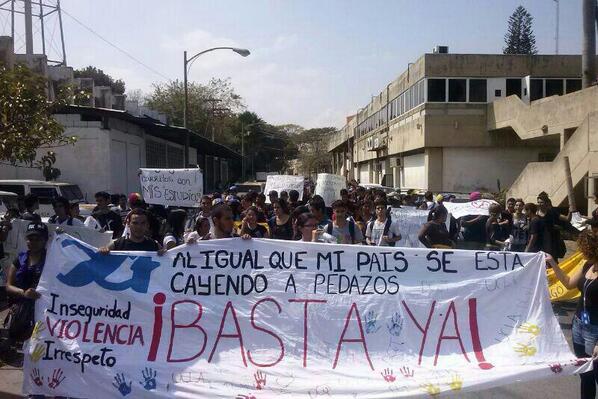 MIS ESTUDIOS
AL IGUAL QUE MI PAIS SE ESTA
CAYENDO A PEDAZOS
Inseguridad
VIOLENCIA
Irrespeto
¡BASTA YA!